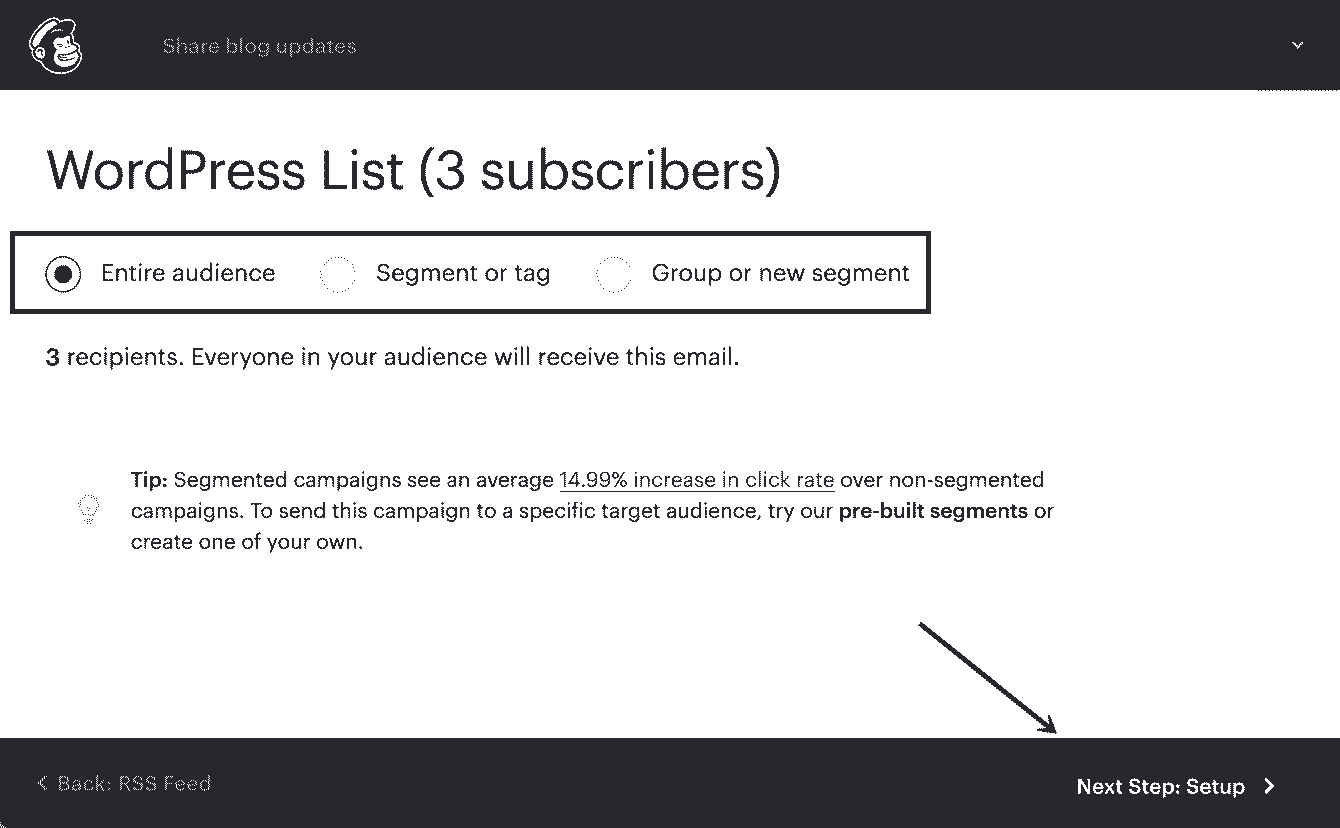 Share blog updates
WordPress List (3 subscribers)
Entire audience Segment or tag Group or new segment
3 recipients. Everyone in your audience will receive this email.
Tip: Segmented campaigns see an average 14.99% increase in click rate over non-segmented
campaigns. To send this campaign to a specific target audience, try our pre-built segments or
create one of your own.
Back: RSS Feed Next Step: Setup